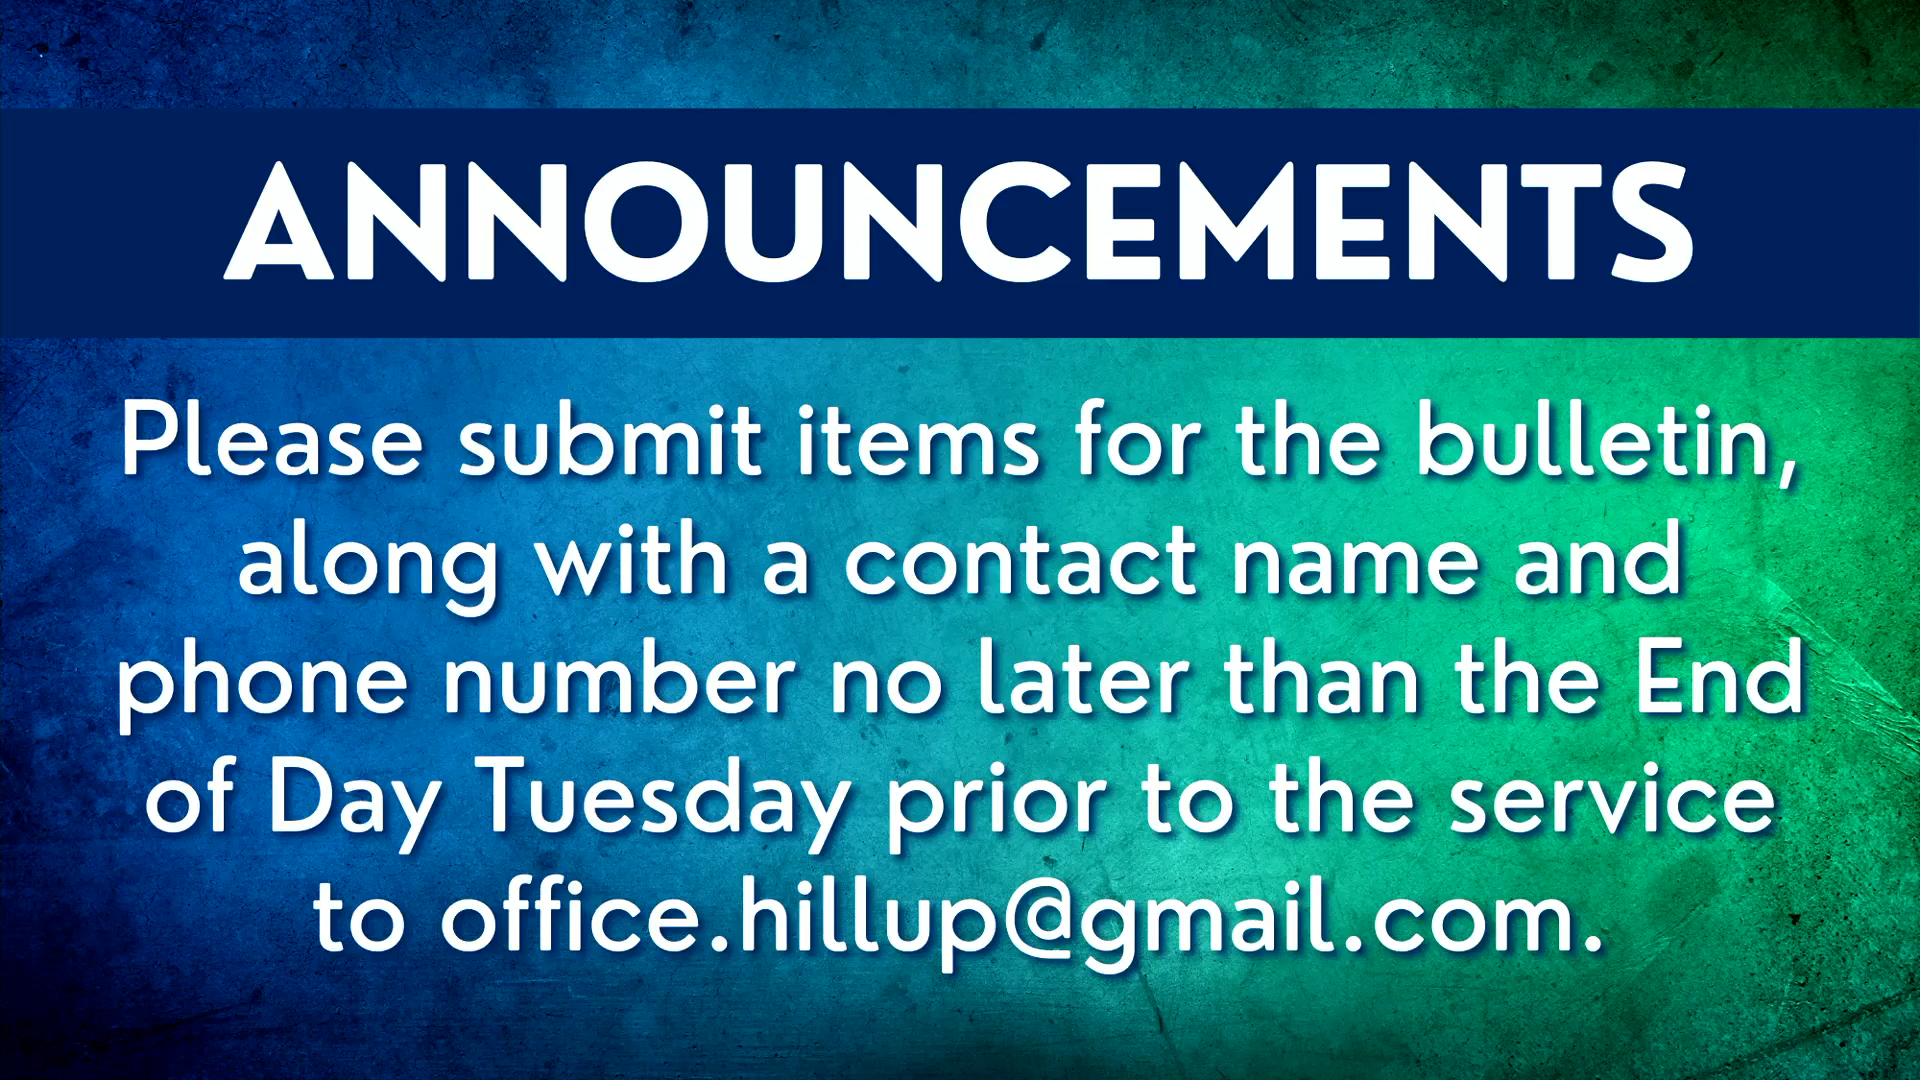 ANNOUNCEMENTS
Please submit items for the bulletin,
along with a contact name and
phone number no later than the End
of Day Tuesday prior to the service
to office.hillup@gmail.com.